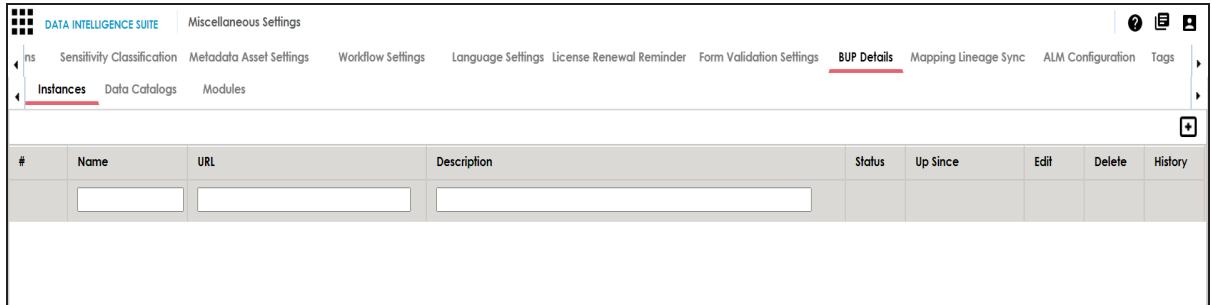 DATA INTELLIGENCE SUITE Miscellaneous Settings
ns Sensitivity Classification Metadata Asset Settings Workflow Settings Language Settings License Renewal Reminder Form Validation Settings BUP Details Mapping Lineage Sync ALM Configuration Tags
Instances Data Catalogs Modules
# Name URL Description Status Up Since Edit Delete History